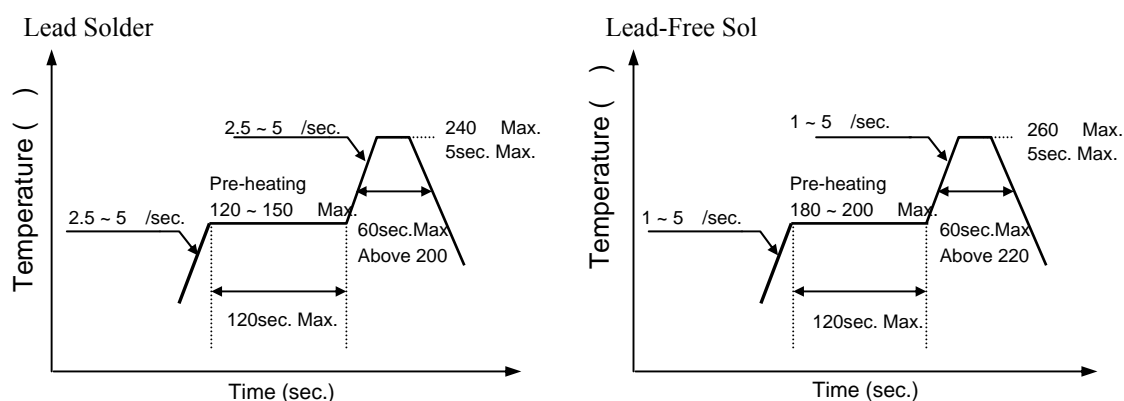 Lead Solder
Temperature ( )
2.5 ~ 5 /sec.
240 Max.
5sec. Max.
Pre-heating
120 ~ 150 Max.
2.5 ~ 5 /sec.
60sec.Max
Above 200
120sec. Max.
Time (sec.)
Lead-Free Sol
Temperature ( )
1 ~ 5 /sec.
260 Max.
5sec. Max.
Pre-heating
180 ~ 200 Max.
1 ~ 5 /sec.
60sec.Max
Above 220
120sec. Max.
Time (sec.)